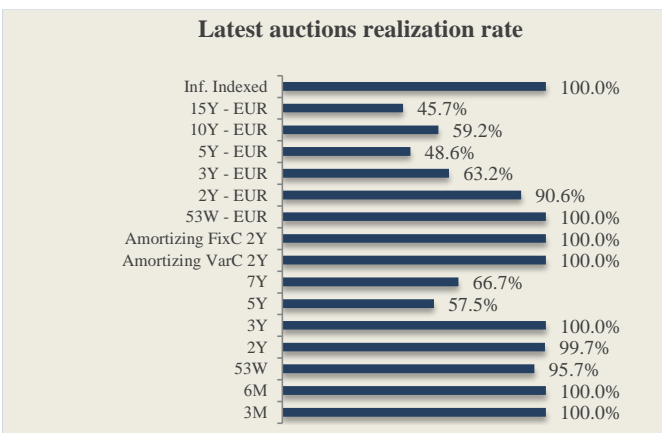 Latest auctions realization rate
Inf. Indexed 100.0%
15Y - EUR 45.7%
10Y - EUR 59.2%
5Y - EUR 48.6%
3Y - EUR 63.2%
2Y - EUR 90.6%
53W - EUR 100.0%
Amortizing FixC 2Y 100.0%
Amortizing VarC 2Y 100.0%
7Y 66.7%
5Y 57.5%
3Y 100.0%
2Y 99.7%
53W 95.7%
6M 100.0%
3M 100.0%